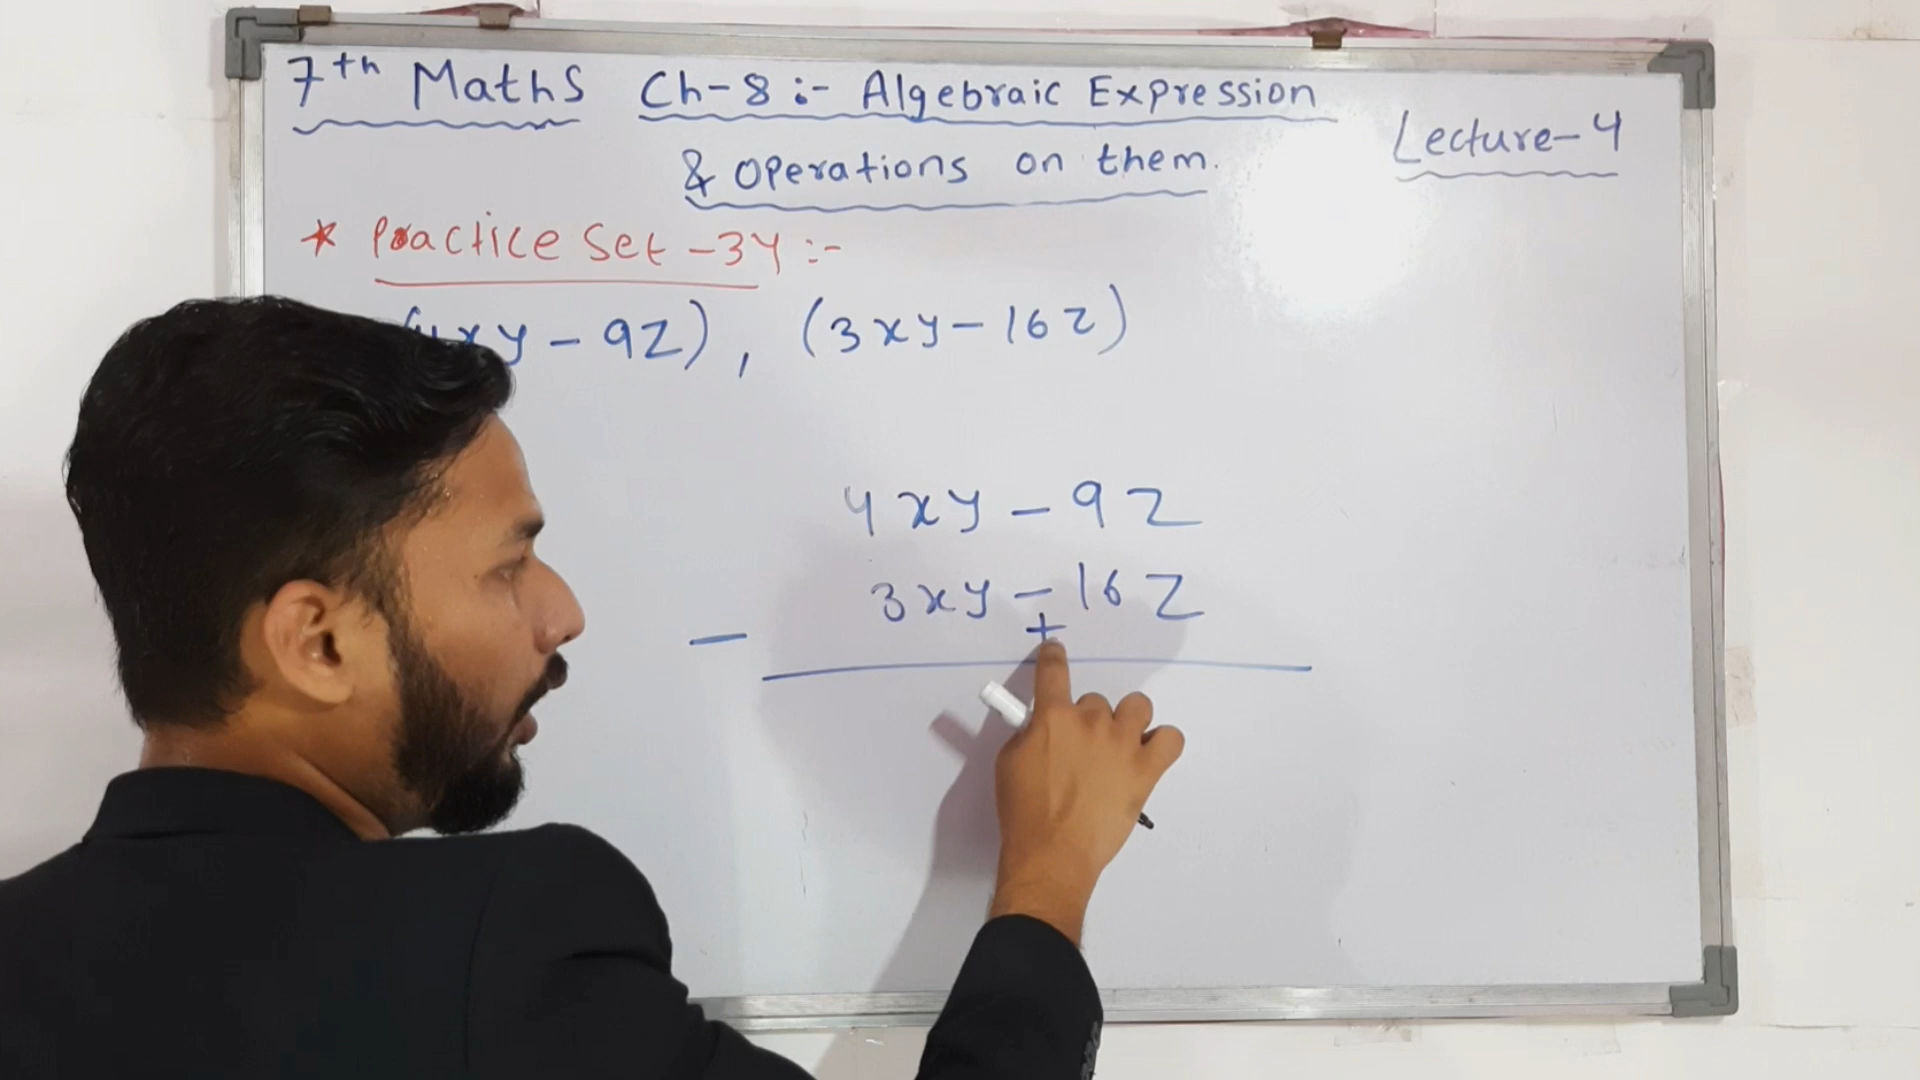 7th Maths Ch-8 :- Algebraic Expression
& Operations on them.
Lecture-4
* Practice Set -34 :-
(4xy - 9z) , (3xy - 16z)
4xy - 9z
3xy - 16z
- +